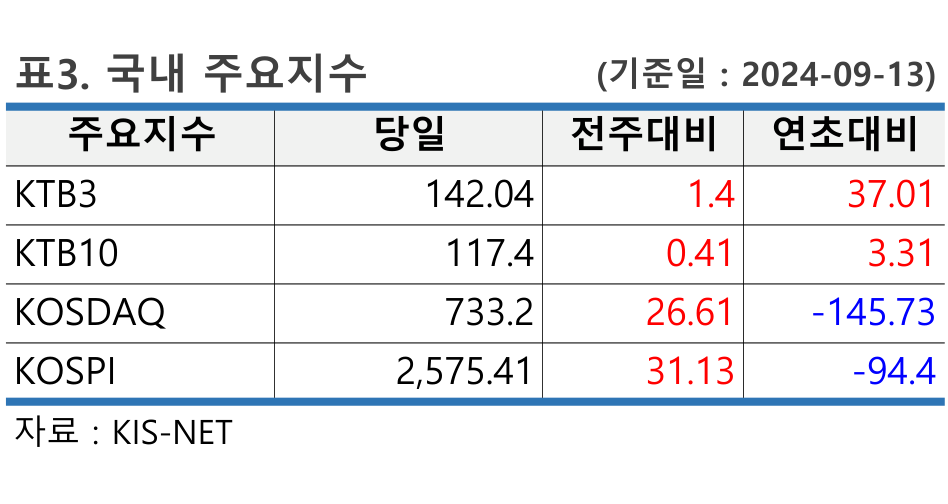 표3. 국내 주요지수 (기준일 : 2024-09-13)
주요지수 당일 전주대비 연초대비
KTB3 142.04 1.4 37.01
KTB10 117.4 0.41 3.31
KOSDAQ 733.2 26.61 -145.73
KOSPI 2,575.41 31.13 -94.4
자료 : KIS-NET